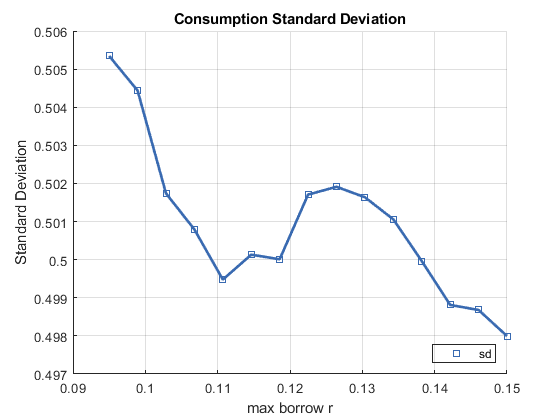 Consumption Standard Deviation
0.506
0.505
0.504
0.503
0.502
0.501
0.5
0.499
0.498
0.497
Standard Deviation
sd
0.09 0.1 0.11 0.12 0.13 0.14 0.15
max borrow r